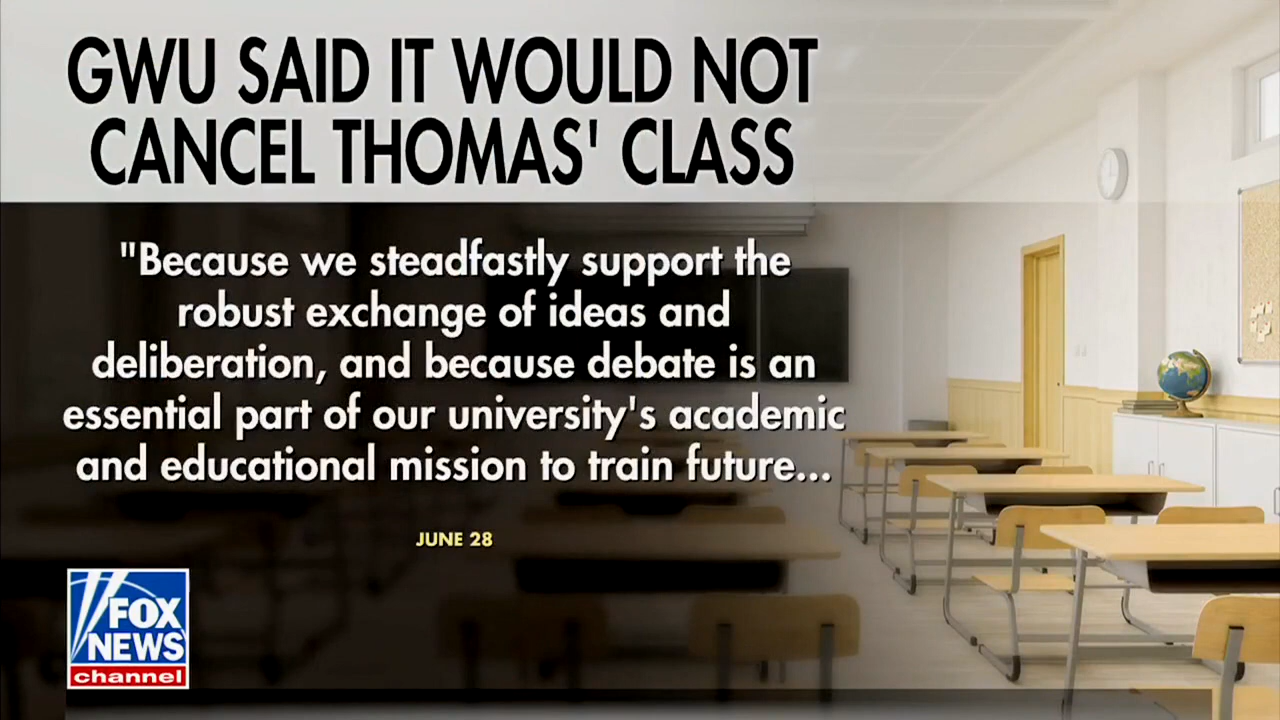 GWU SAID IT WOULD NOT
CANCEL THOMAS' CLASS
"Because we steadfastly support the
robust exchange of ideas and
deliberation, and because debate is an
essential part of our university's academic
and educational mission to train future...
JUNE 28
FOX
NEWS
channel